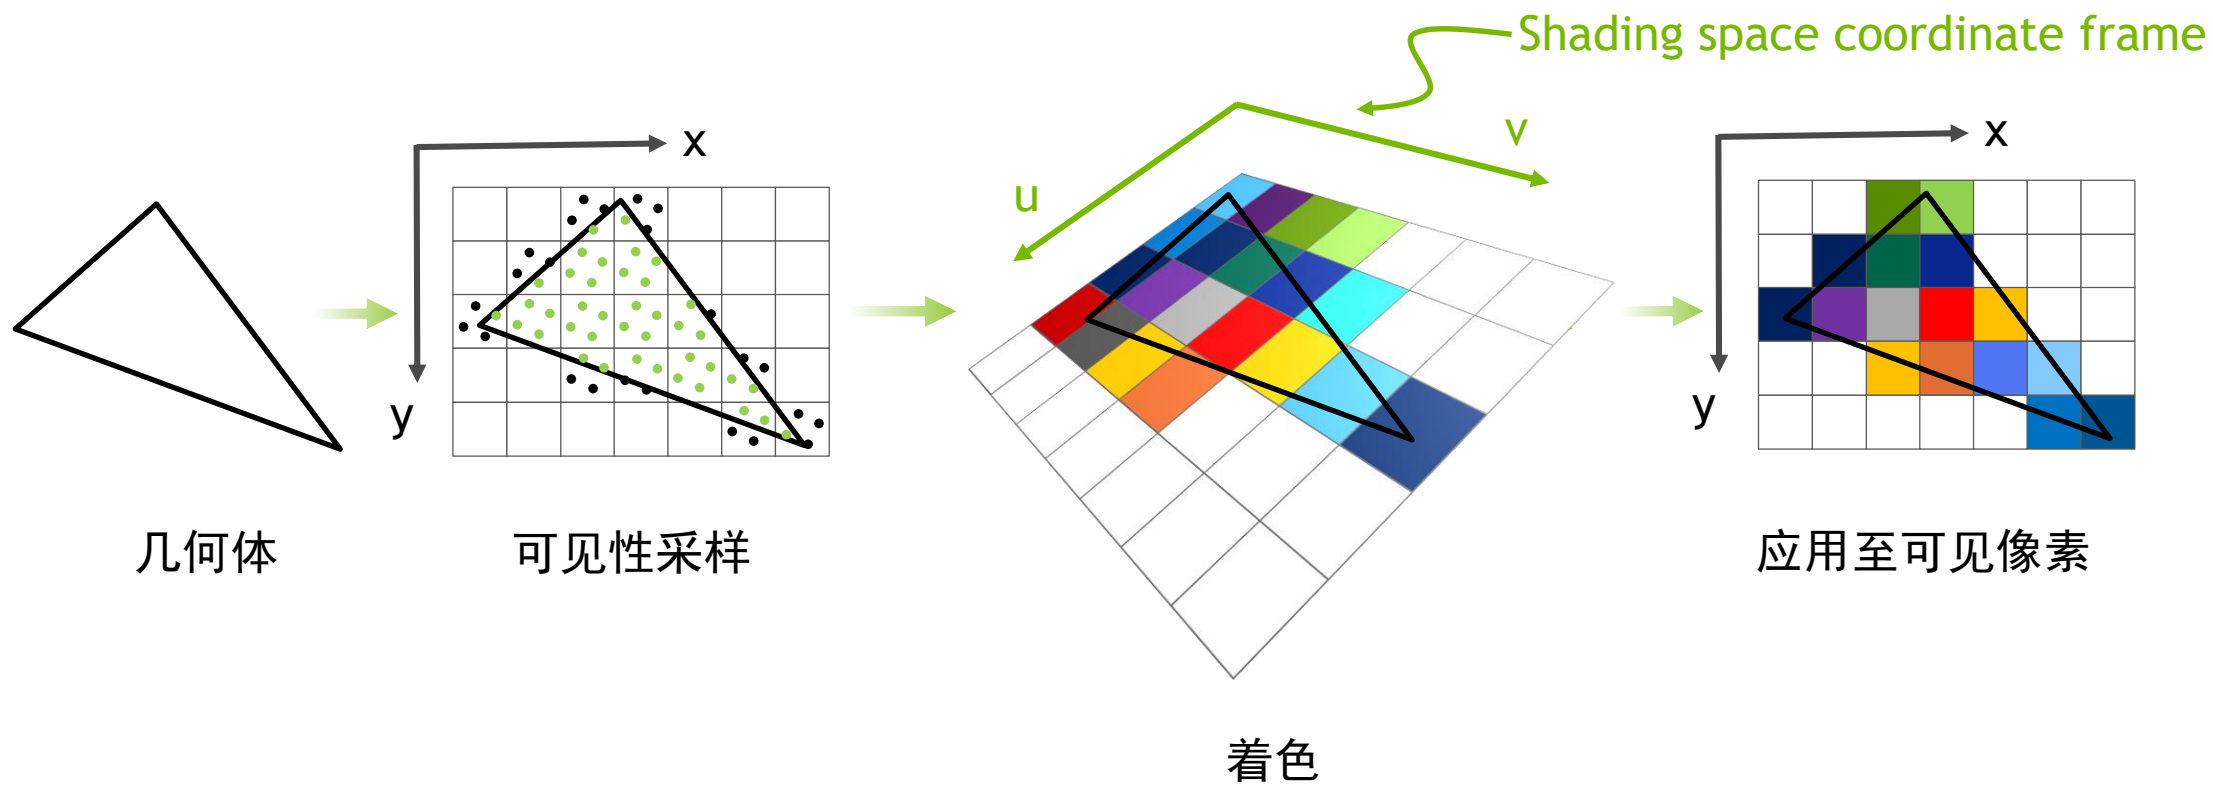 Shading space coordinate frame
x
y
u
v
x
y
几何体
可见性采样
着色
应用至可见像素